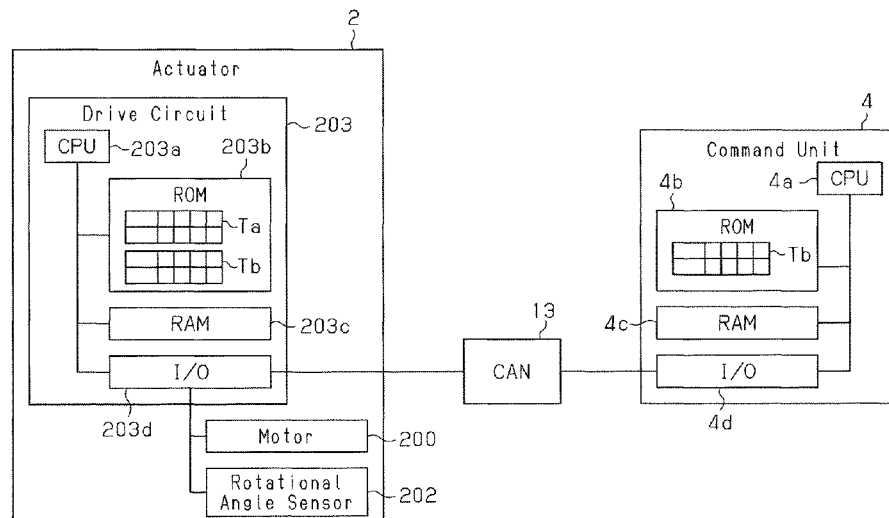 2
Actuator
Drive Circuit
203
CPU
203a
203b
ROM
Ta
Tb
RAM
203c
I/O
203d
Motor
200
Rotational
Angle Sensor
202
13
CAN
4
Command Unit
4a
CPU
4b
ROM
Tb
4c
RAM
I/O
4d